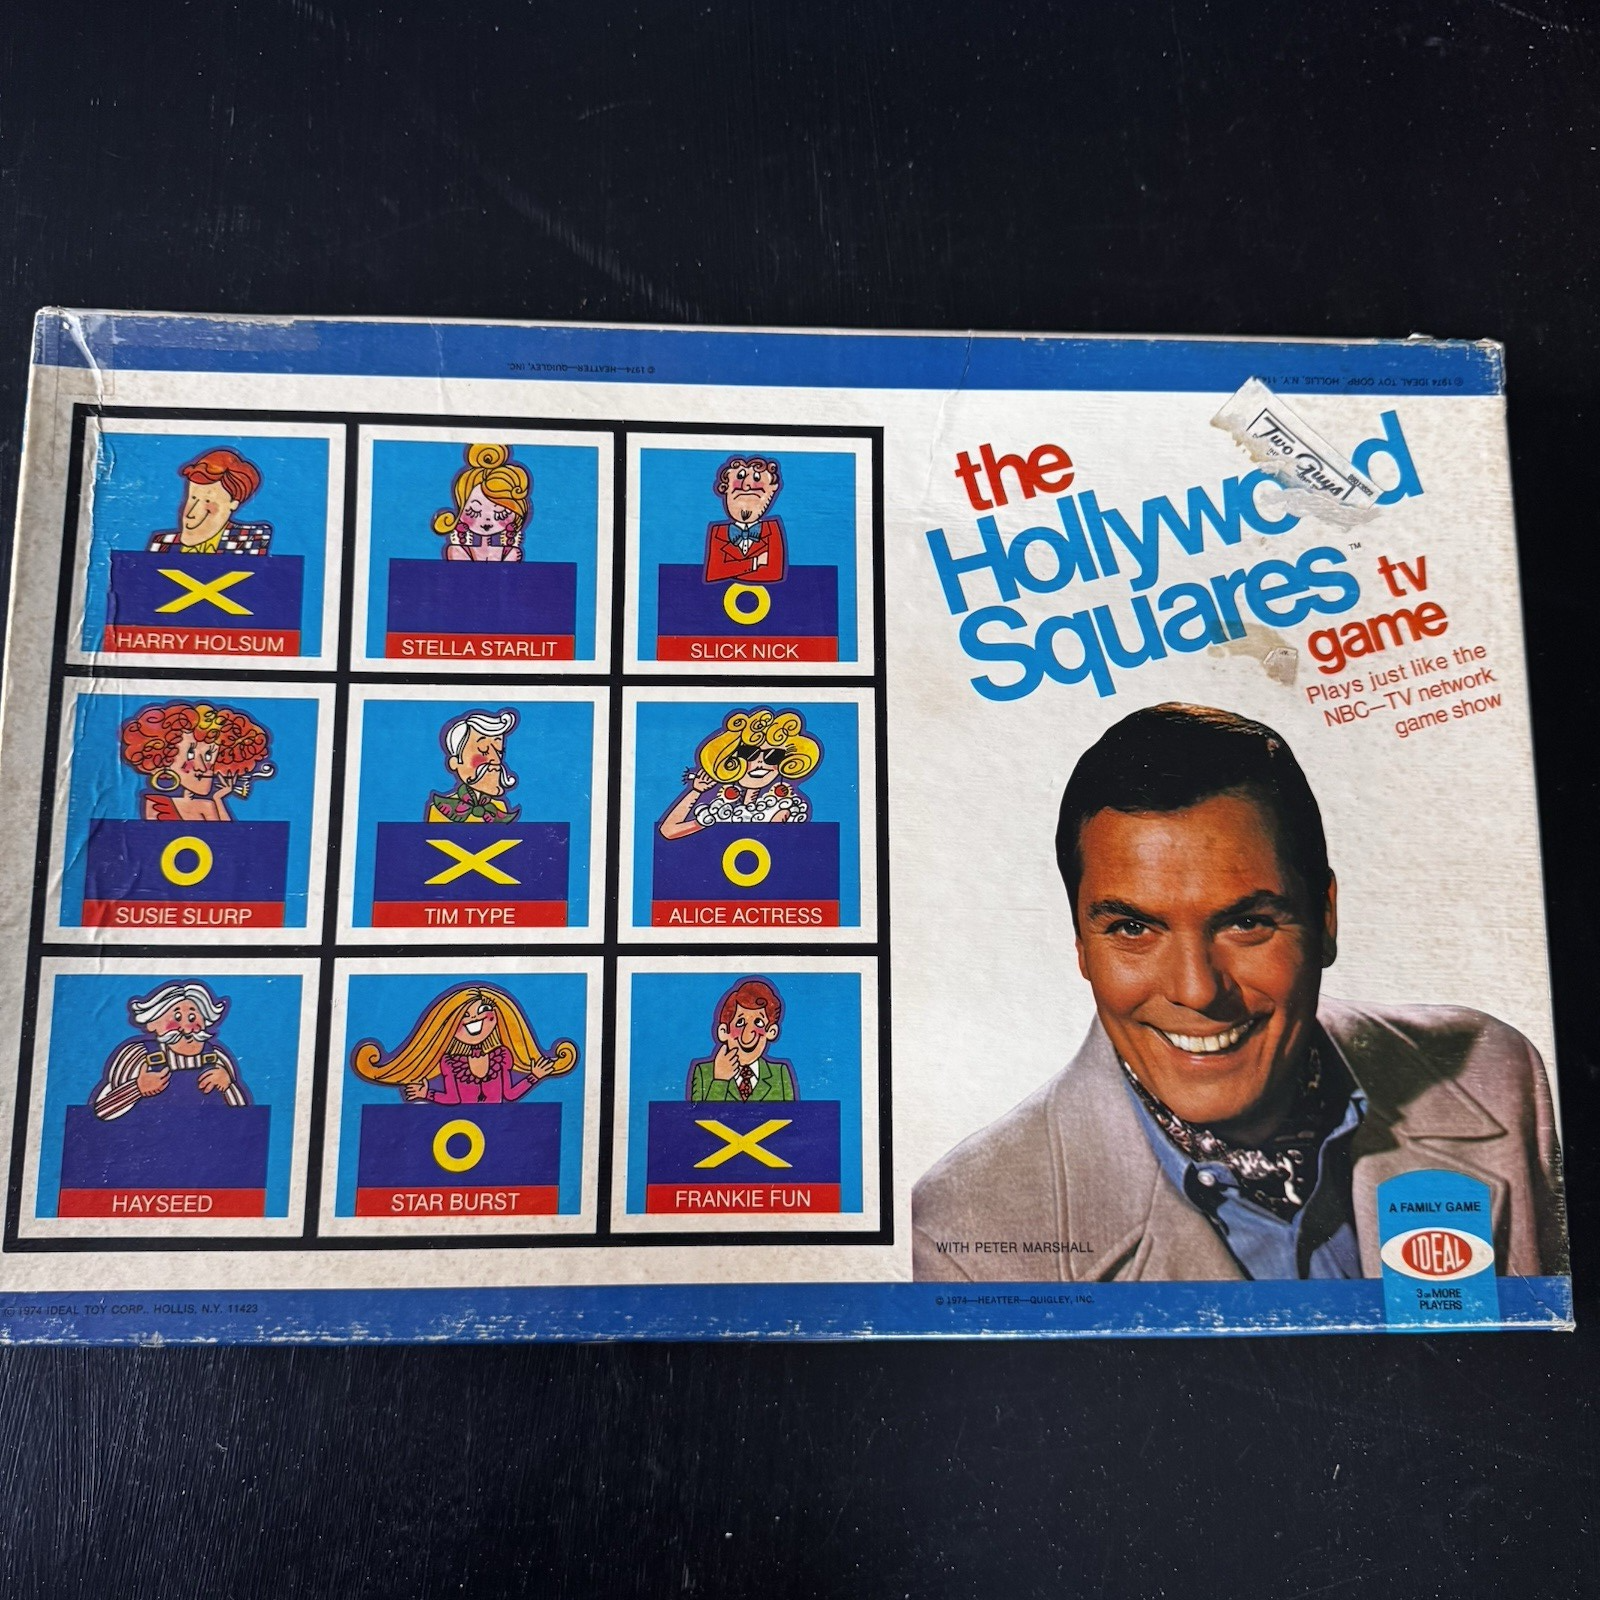 © 1974—HEATTER—QUIGLEY, INC.
© 1974 IDEAL TOY CORP., HOLLIS, N.Y.
the
Hollywood
Squares™ tv
game
Two Guys
Plays just like the
NBC—TV network
game show
X
HARRY HOLSUM
STELLA STARLIT
O
SLICK NICK
O
SUSIE SLURP
X
TIM TYPE
O
ALICE ACTRESS
HAYSEED
O
STAR BURST
X
FRANKIE FUN
WITH PETER MARSHALL
A FAMILY GAME
IDEAL
3 or MORE
PLAYERS
© 1974 IDEAL TOY CORP., HOLLIS, N.Y. 11423
© 1974—HEATTER—QUIGLEY, INC.